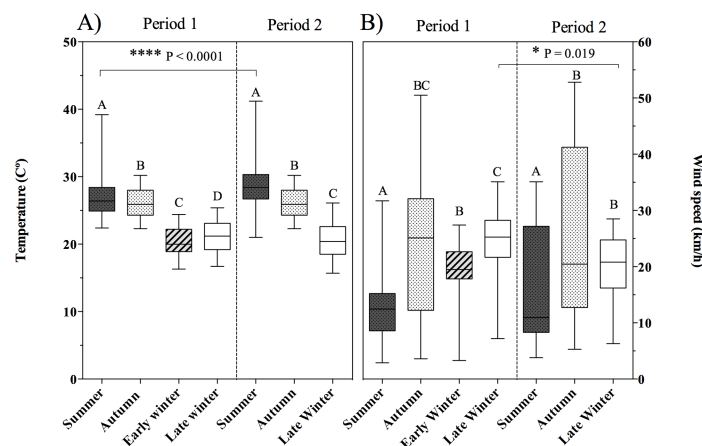 A)
Period 1
Period 2
**** P < 0.0001
50
40
30
20
10
0
Temperature (Cº)
A
B
C
D
A
B
C
Summer
Autumn
Early winter
Late winter
Summer
Autumn
Late Winter
B)
Period 1
Period 2
* P = 0.019
A
BC
B
C
A
B
B
60
50
40
30
20
10
0
Wind speed (km/h)
Summer
Autumn
Early Winter
Late Winter
Summer
Autumn
Late Winter